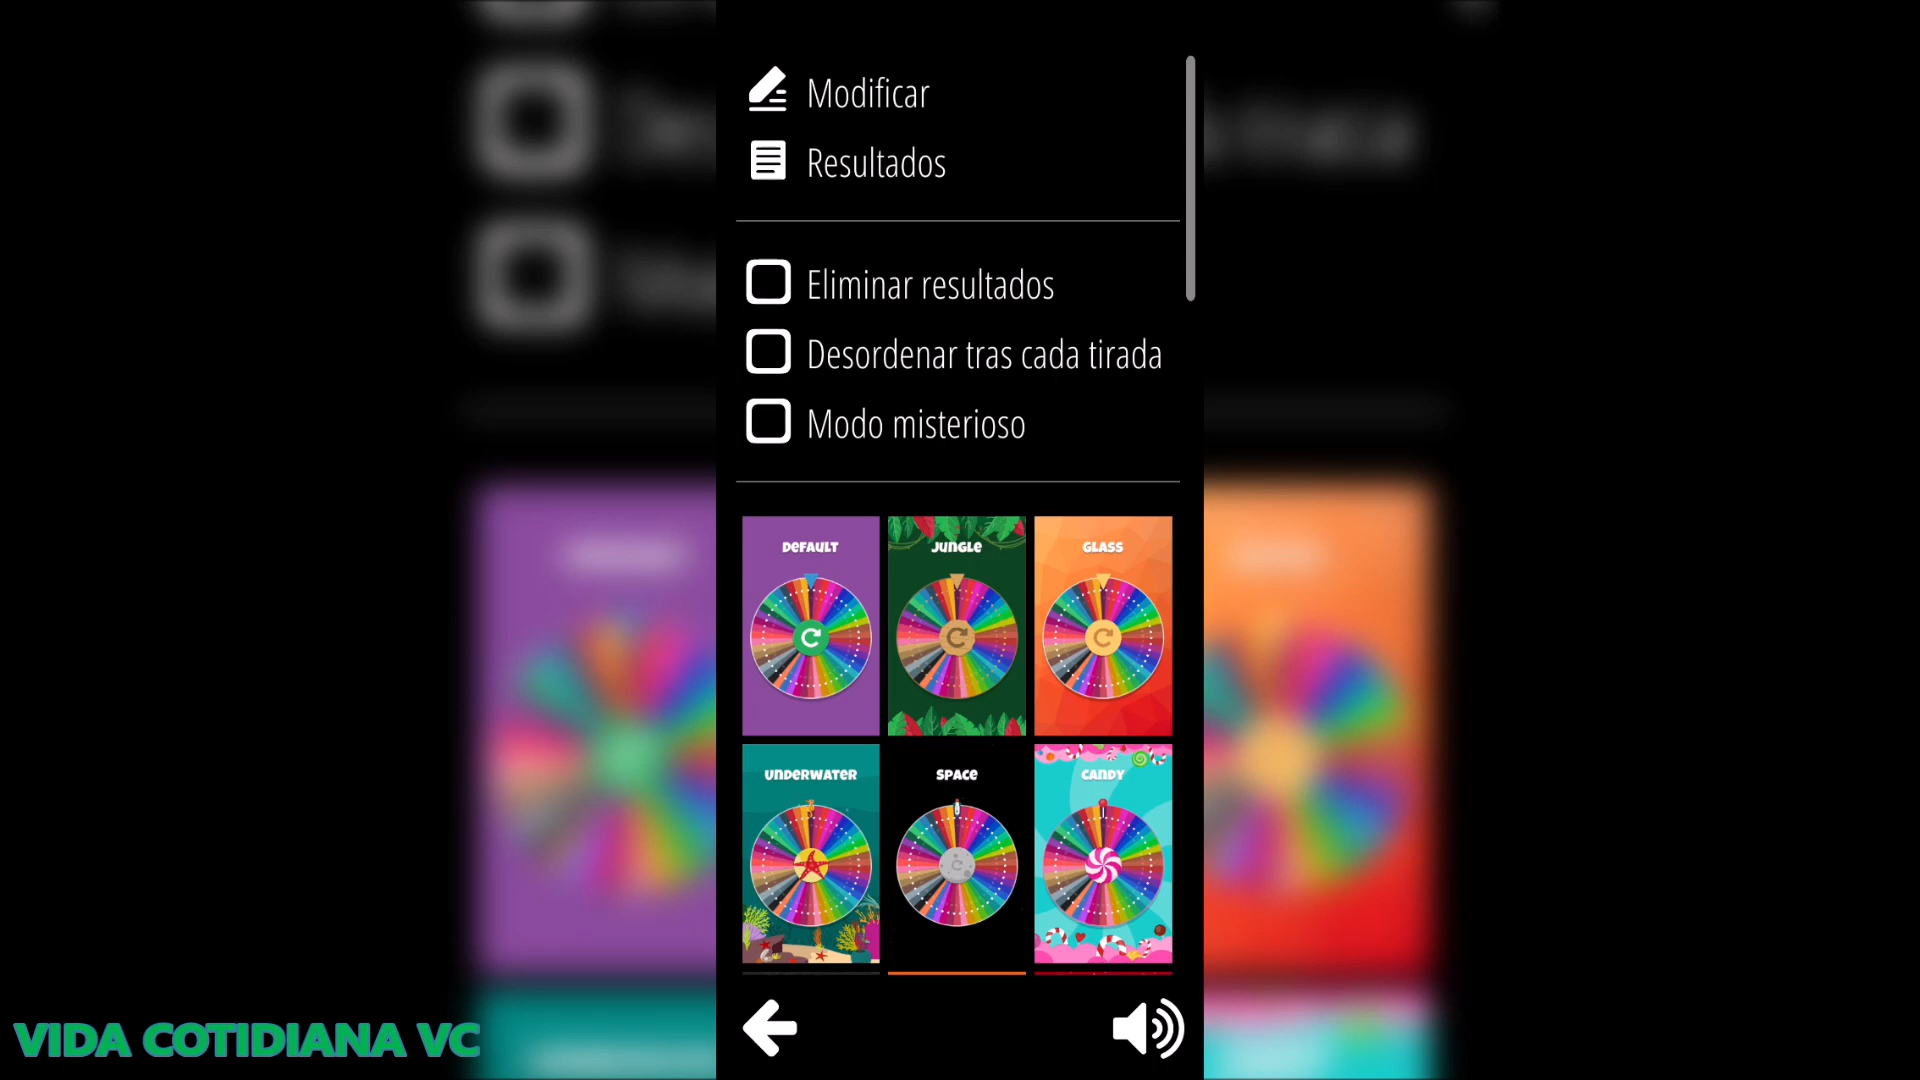 Modificar
Resultados
Eliminar resultados
Desordenar tras cada tirada
Modo misterioso
DEFAULT
JUNGLE
GLASS
UNDERWATER
SPACE
CANDY
VIDA COTIDIANA VC